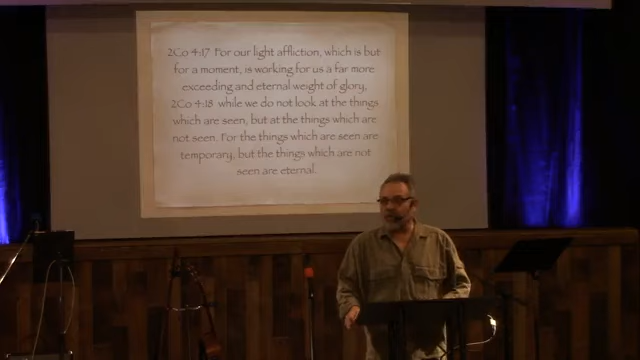 2Co 4:17 For our light affliction, which is but
for a moment, is working for us a far more
exceeding and eternal weight of glory,
2Co 4:18 while we do not look at the things
which are seen, but at the things which are
not seen. For the things which are seen are
temporary, but the things which are not
seen are eternal.